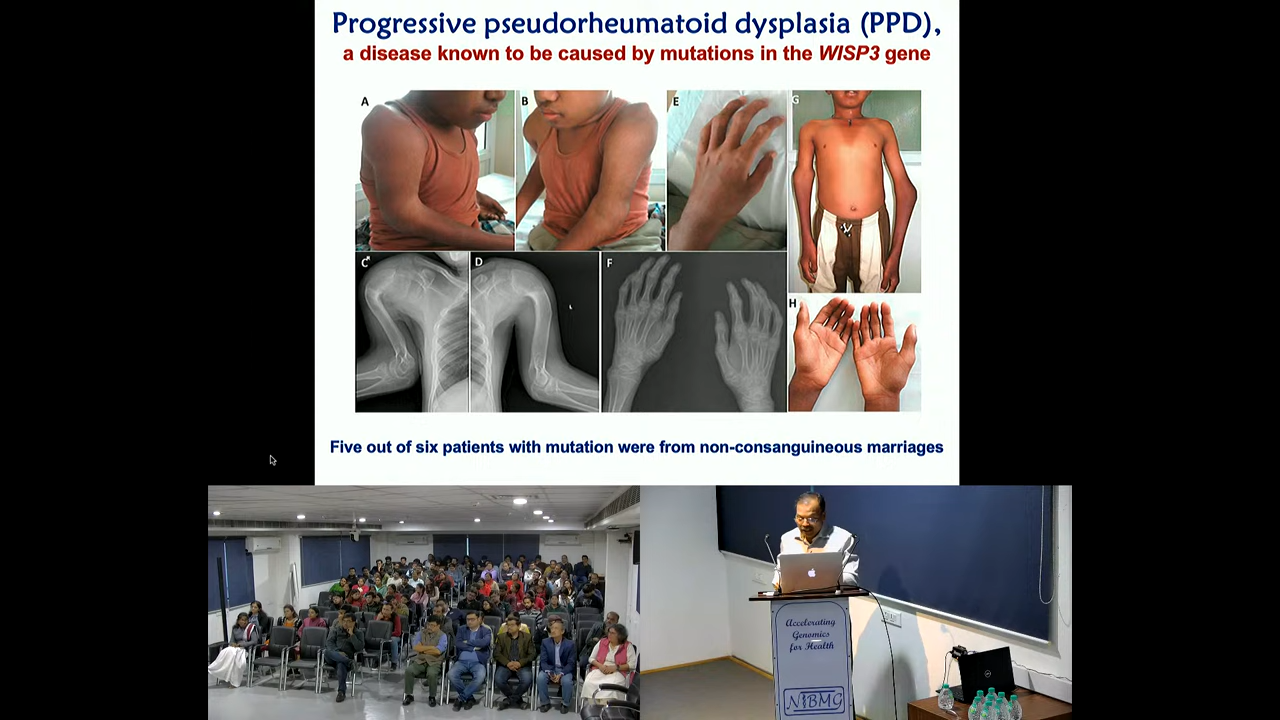 Progressive pseudorheumatoid dysplasia (PPD),
a disease known to be caused by mutations in the WISP3 gene
A
B
E
G
C
D
F
H
Five out of six patients with mutation were from non-consanguineous marriages
Accelerating
Genomics
for Health
NIBMG